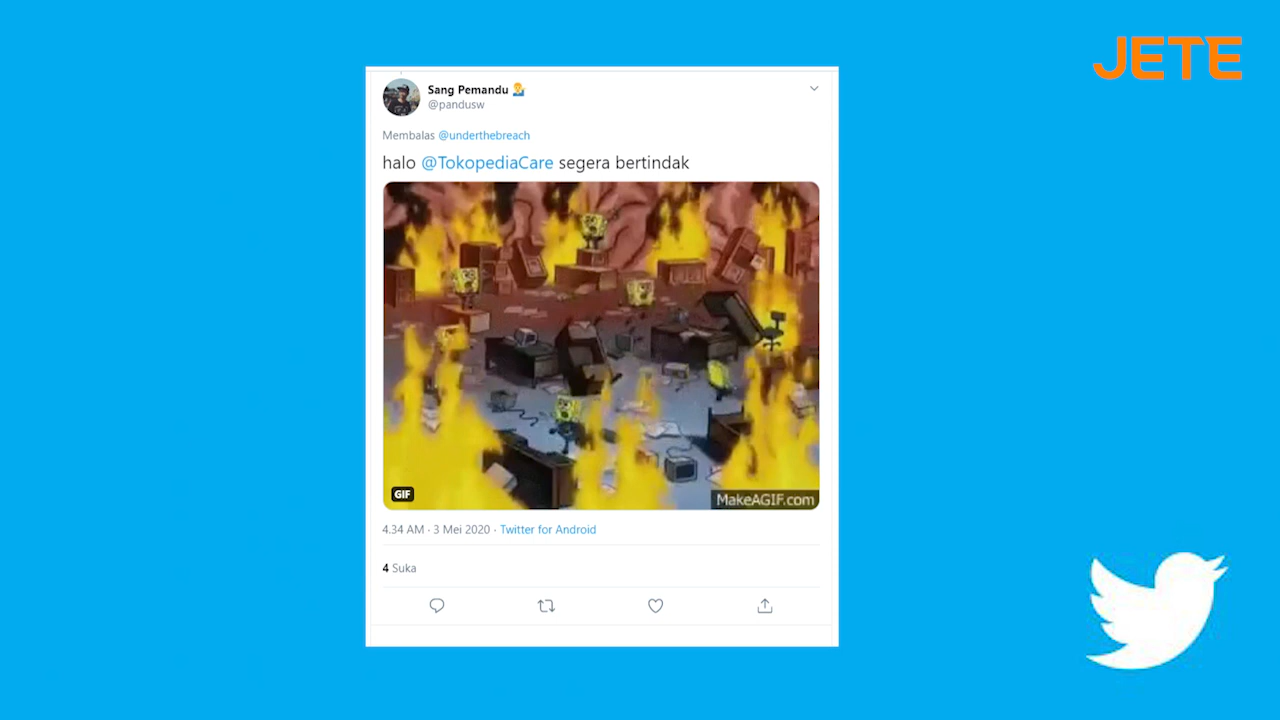 JETE
Sang Pemandu
@pandusw
Membalas @underthebreach
halo @TokopediaCare segera bertindak
GIF
MakeAGIF.com
4.34 AM · 3 Mei 2020 · Twitter for Android
4 Suka